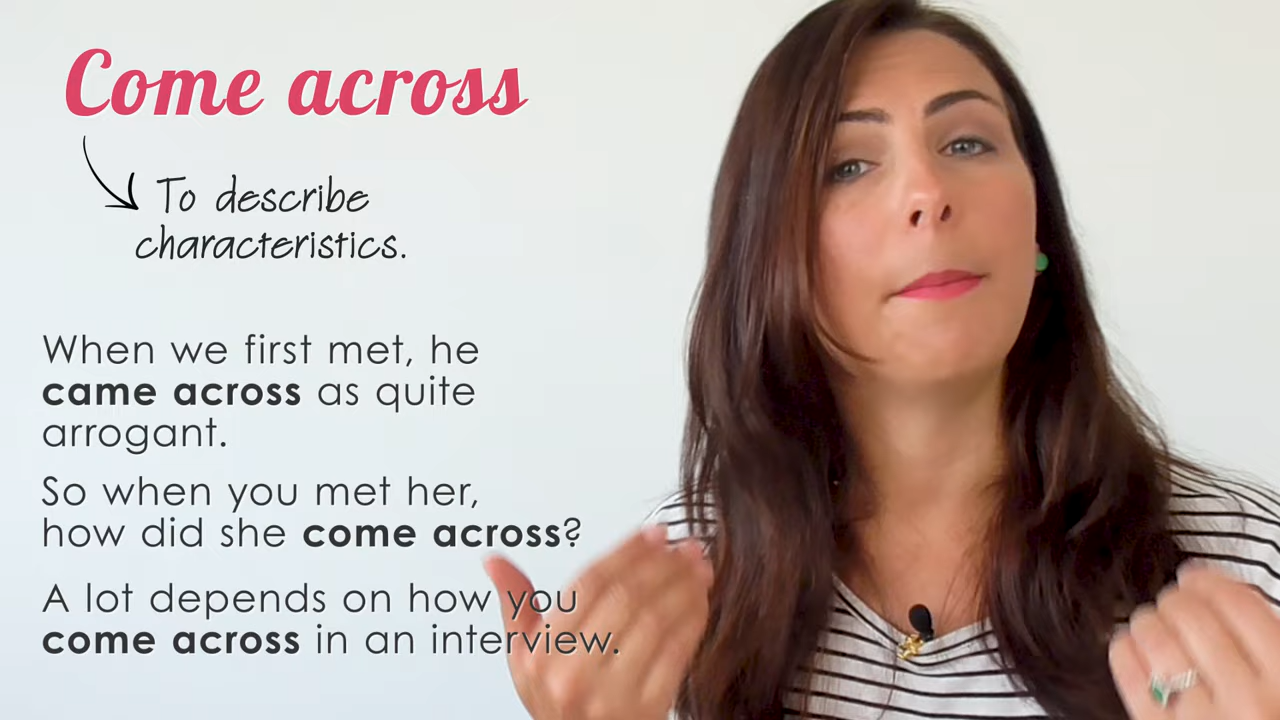 Come across
To describe
characteristics.
When we first met, he
came across as quite
arrogant.
So when you met her,
how did she come across?
A lot depends on how you
come across in an interview.